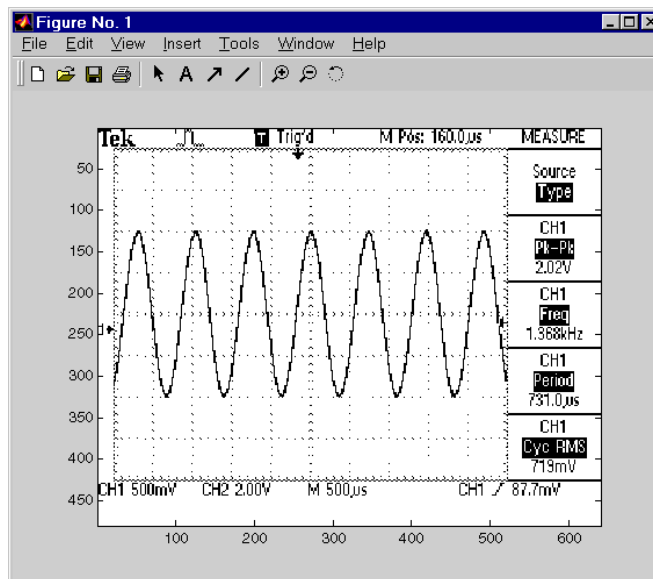 Figure No. 1
File Edit View Insert Tools Window Help
A
Tek T Trig'd M Pos: 160.0µs MEASURE
Source
Type
CH1
Pk-Pk
2.02V
CH1
Freq
1.368kHz
CH1
Period
731.0µs
CH1
Cyc RMS
719mV
CH1 500mV CH2 2.00V M 500µs CH1 87.7mV
50
100
150
200
250
300
350
400
450
1
100 200 300 400 500 600